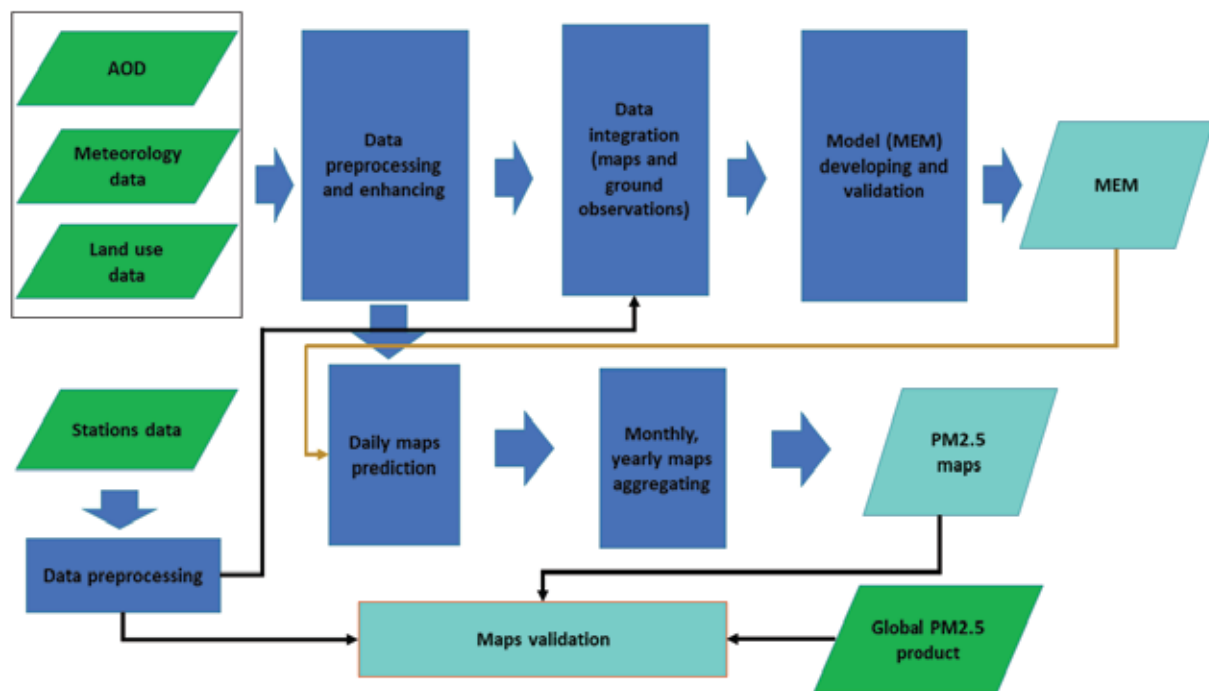 AOD
Meteorology
data
Land use
data
Data
preprocessing
and enhancing
Data
integration
(maps and
ground
observations)
Model (MEM)
developing and
validation
MEM
Stations data
Data preprocessing
Daily maps
prediction
Monthly,
yearly maps
aggregating
PM2.5
maps
Maps validation
Global PM2.5
product